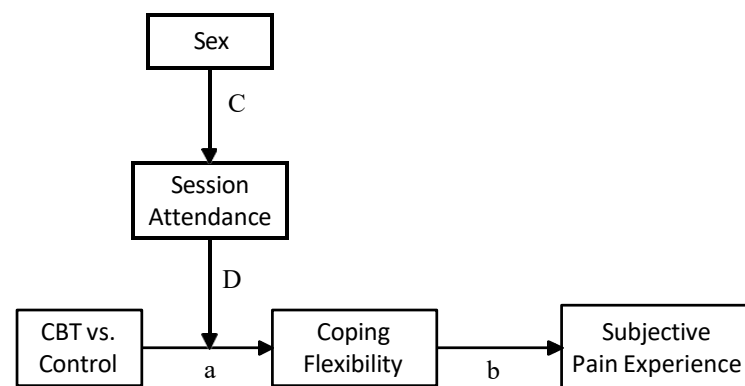 Sex
C
Session
Attendance
D
CBT vs.
Control
a
Coping
Flexibility
b
Subjective
Pain Experience